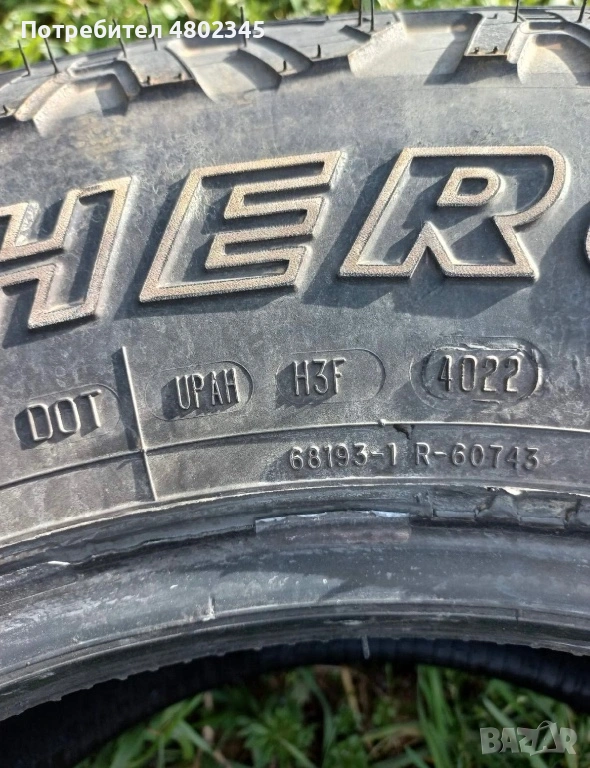 Потребител 4802345
HER
DOT UPAH H3F 4022
68193-1 R-60743
BAZAR